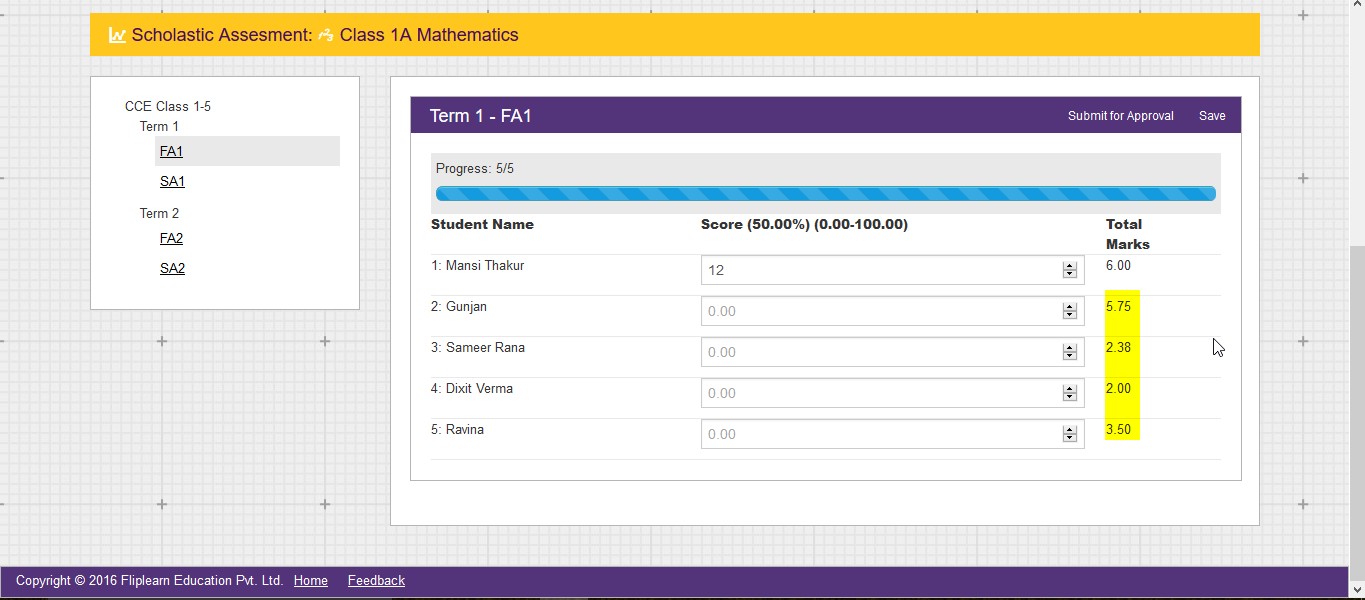 Scholastic Assesment: Class 1A Mathematics
CCE Class 1-5
Term 1
FA1
SA1
Term 2
FA2
SA2
Term 1 - FA1 Submit for Approval Save
Progress: 5/5
Student Name Score (50.00%) (0.00-100.00) Total
Marks
1: Mansi Thakur 12 6.00
2: Gunjan 0.00 5.75
3: Sameer Rana 0.00 2.38
4: Dixit Verma 0.00 2.00
5: Ravina 0.00 3.50
Copyright © 2016 Fliplearn Education Pvt. Ltd. Home Feedback